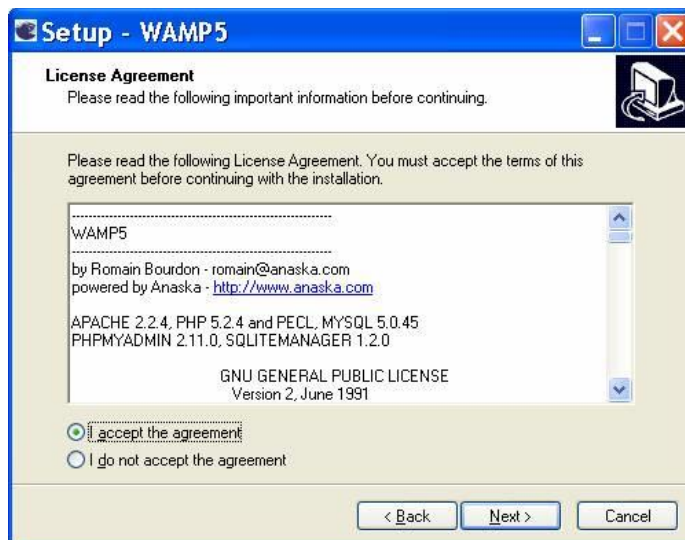 Setup - WAMP5
License Agreement
Please read the following important information before continuing.
Please read the following License Agreement. You must accept the terms of this
agreement before continuing with the installation.
------------------------------------------------------------
WAMP5
------------------------------------------------------------
by Romain Bourdon - romain@anaska.com
powered by Anaska - http://www.anaska.com
APACHE 2.2.4, PHP 5.2.4 and PECL, MYSQL 5.0.45
PHPMYADMIN 2.11.0, SQLITEMANAGER 1.2.0
GNU GENERAL PUBLIC LICENSE
Version 2, June 1991
I accept the agreement
I do not accept the agreement
< Back Next > Cancel